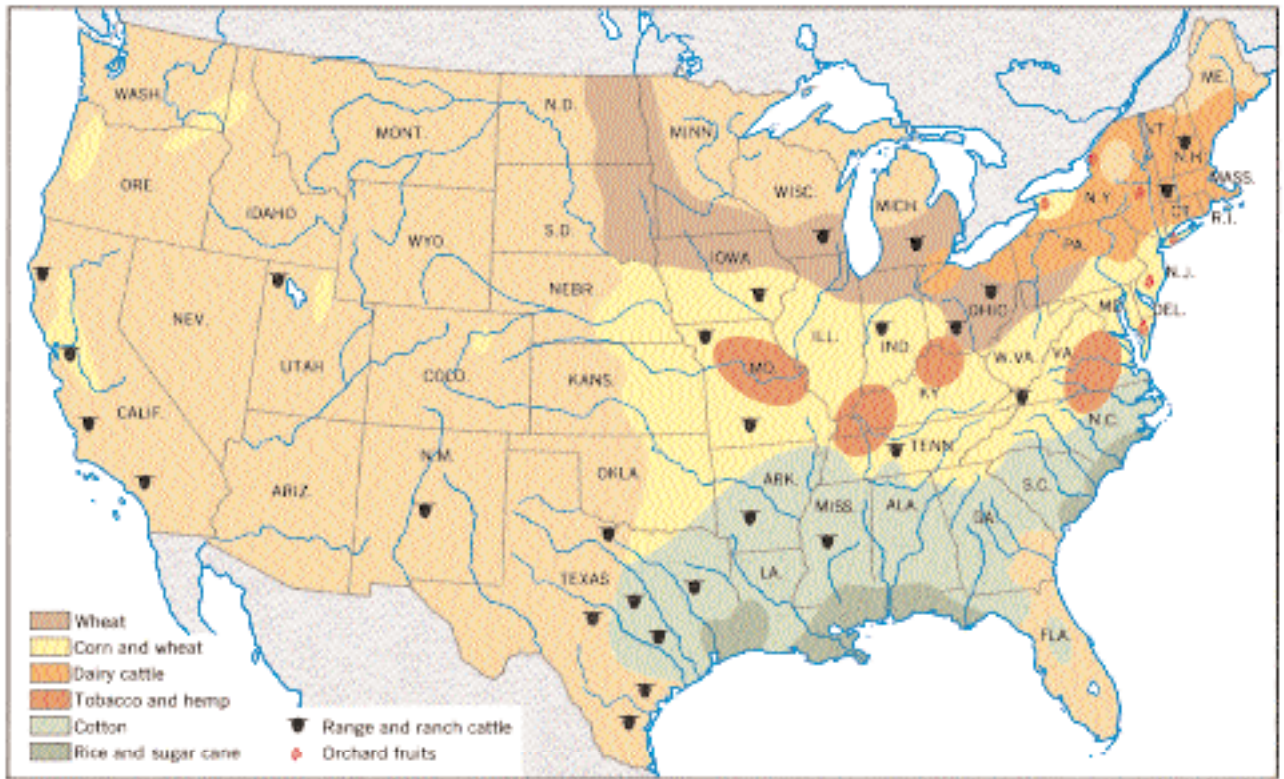 WASH.
MONT.
N.D.
MINN.
ME.
VT.
N.H.
ORE.
IDAHO
WISC.
MICH.
N.Y.
MASS.
CT.
R.I.
WYO.
S.D.
IOWA
PA.
NEBR.
N.J.
NEV.
OHIO
MD.
DEL.
ILL.
IND.
UTAH
COLO.
KANS.
MO.
W.VA.
VA.
KY.
CALIF.
N.C.
TENN.
N.M.
OKLA.
ARIZ.
ARK.
S.C.
MISS.
ALA.
GA.
TEXAS
LA.
FLA.
Wheat
Corn and wheat
Dairy cattle
Tobacco and hemp
Cotton
Rice and sugar cane
Range and ranch cattle
Orchard fruits